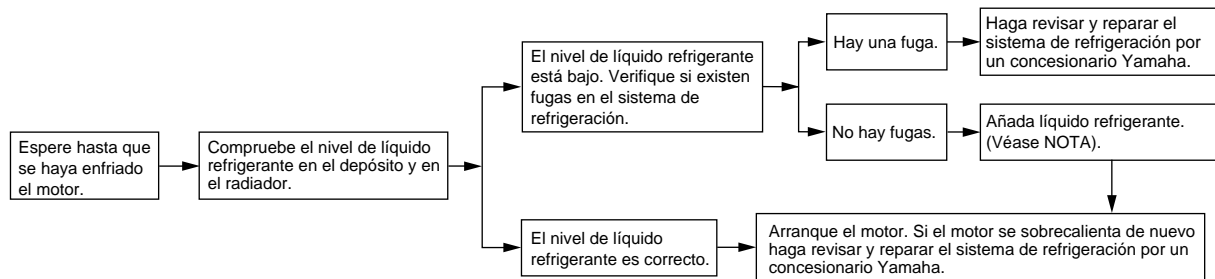 Espere hasta que
se haya enfriado
el motor.
Compruebe el nivel de líquido
refrigerante en el depósito y en
el radiador.
El nivel de líquido refrigerante
está bajo. Verifique si existen
fugas en el sistema de
refrigeración.
Hay una fuga.
Haga revisar y reparar el
sistema de refrigeración por
un concesionario Yamaha.
No hay fugas.
Añada líquido refrigerante.
(Véase NOTA).
El nivel de líquido
refrigerante es correcto.
Arranque el motor. Si el motor se sobrecalienta de nuevo
haga revisar y reparar el sistema de refrigeración por un
concesionario Yamaha.